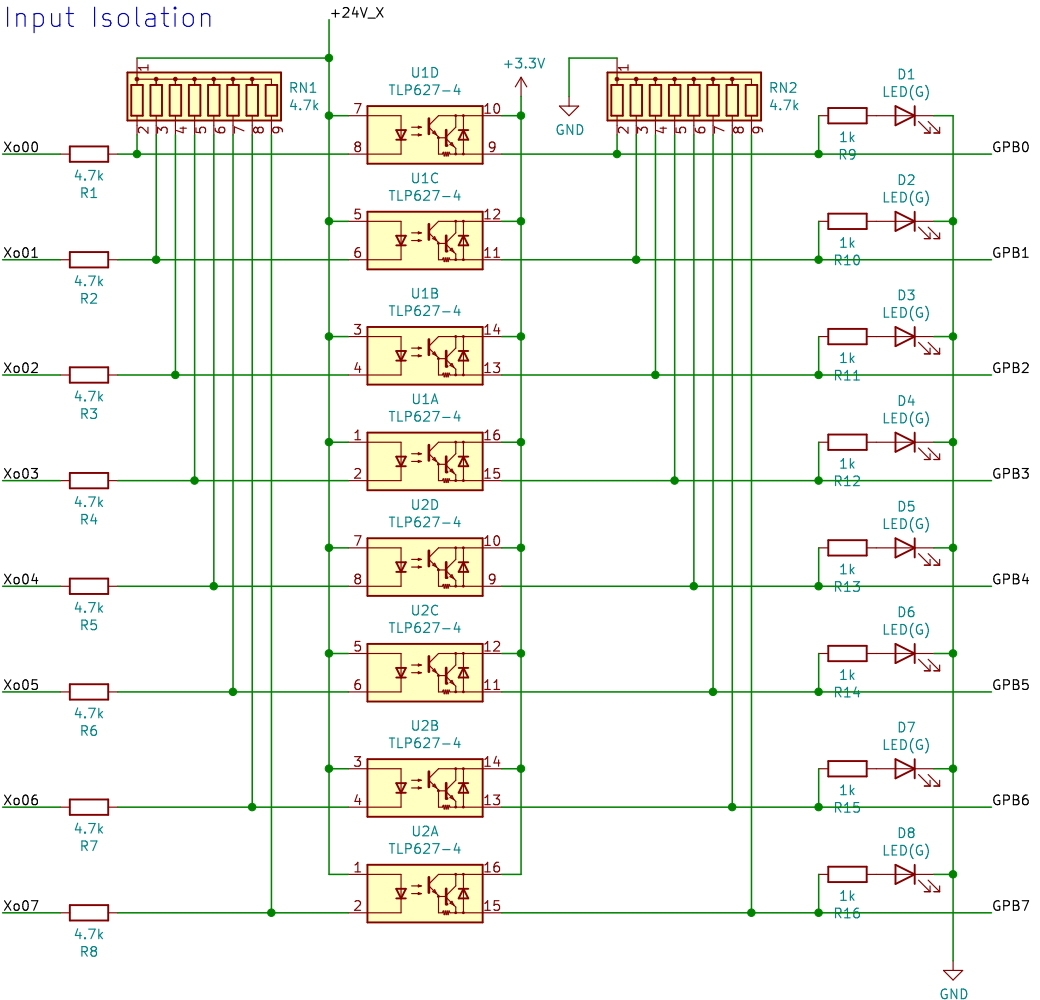 Input Isolation
+24V_X
+3.3V
1
RN1
4.7k
2 3 4 5 6 7 8 9
U1D
TLP627-4
7
10
8
9
1
RN2
4.7k
2 3 4 5 6 7 8 9
GND
D1
LED(G)
1k
R9
Xo00
4.7k
R1
GPB0
U1C
TLP627-4
5
12
6
11
D2
LED(G)
1k
R10
Xo01
4.7k
R2
GPB1
U1B
TLP627-4
3
14
4
13
D3
LED(G)
1k
R11
Xo02
4.7k
R3
GPB2
U1A
TLP627-4
1
16
2
15
D4
LED(G)
1k
R12
Xo03
4.7k
R4
GPB3
U2D
TLP627-4
7
10
8
9
D5
LED(G)
1k
R13
Xo04
4.7k
R5
GPB4
U2C
TLP627-4
5
12
6
11
D6
LED(G)
1k
R14
Xo05
4.7k
R6
GPB5
U2B
TLP627-4
3
14
4
13
D7
LED(G)
1k
R15
Xo06
4.7k
R7
GPB6
U2A
TLP627-4
1
16
2
15
D8
LED(G)
1k
R16
Xo07
4.7k
R8
GPB7
GND